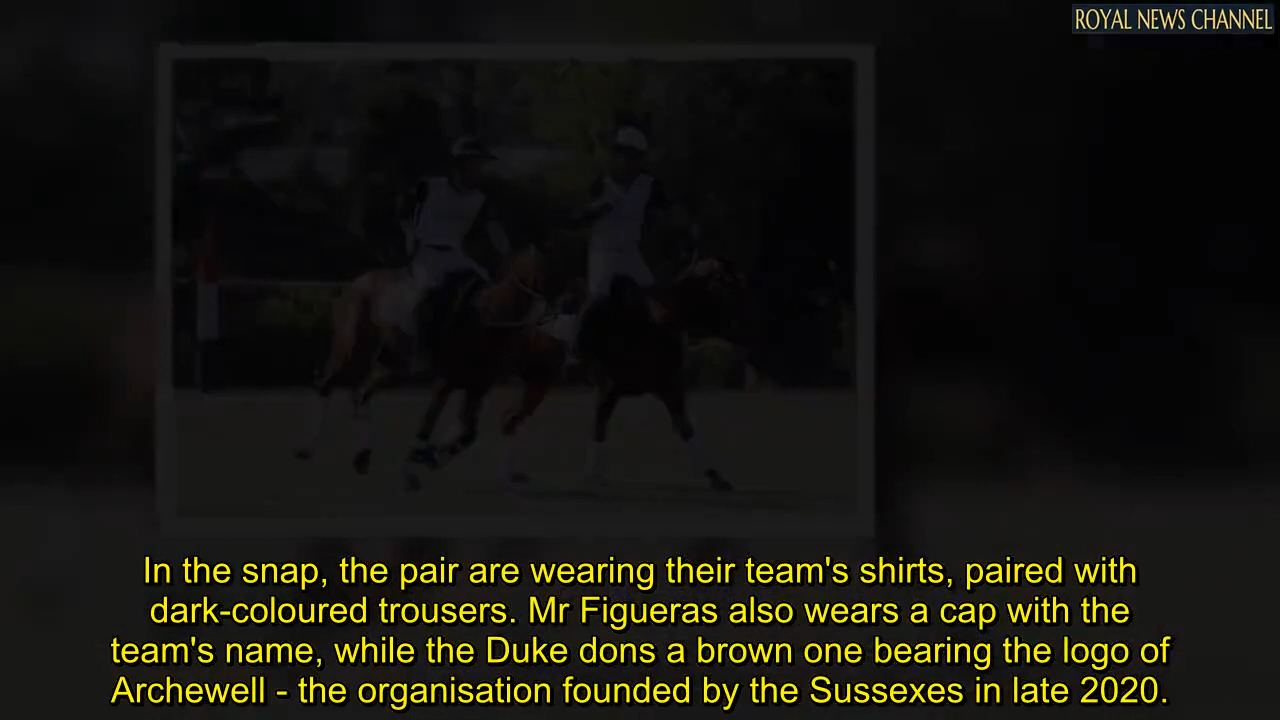 ROYAL NEWS CHANNEL
In the snap, the pair are wearing their team's shirts, paired with
dark-coloured trousers. Mr Figueras also wears a cap with the
team's name, while the Duke dons a brown one bearing the logo of
Archewell - the organisation founded by the Sussexes in late 2020.